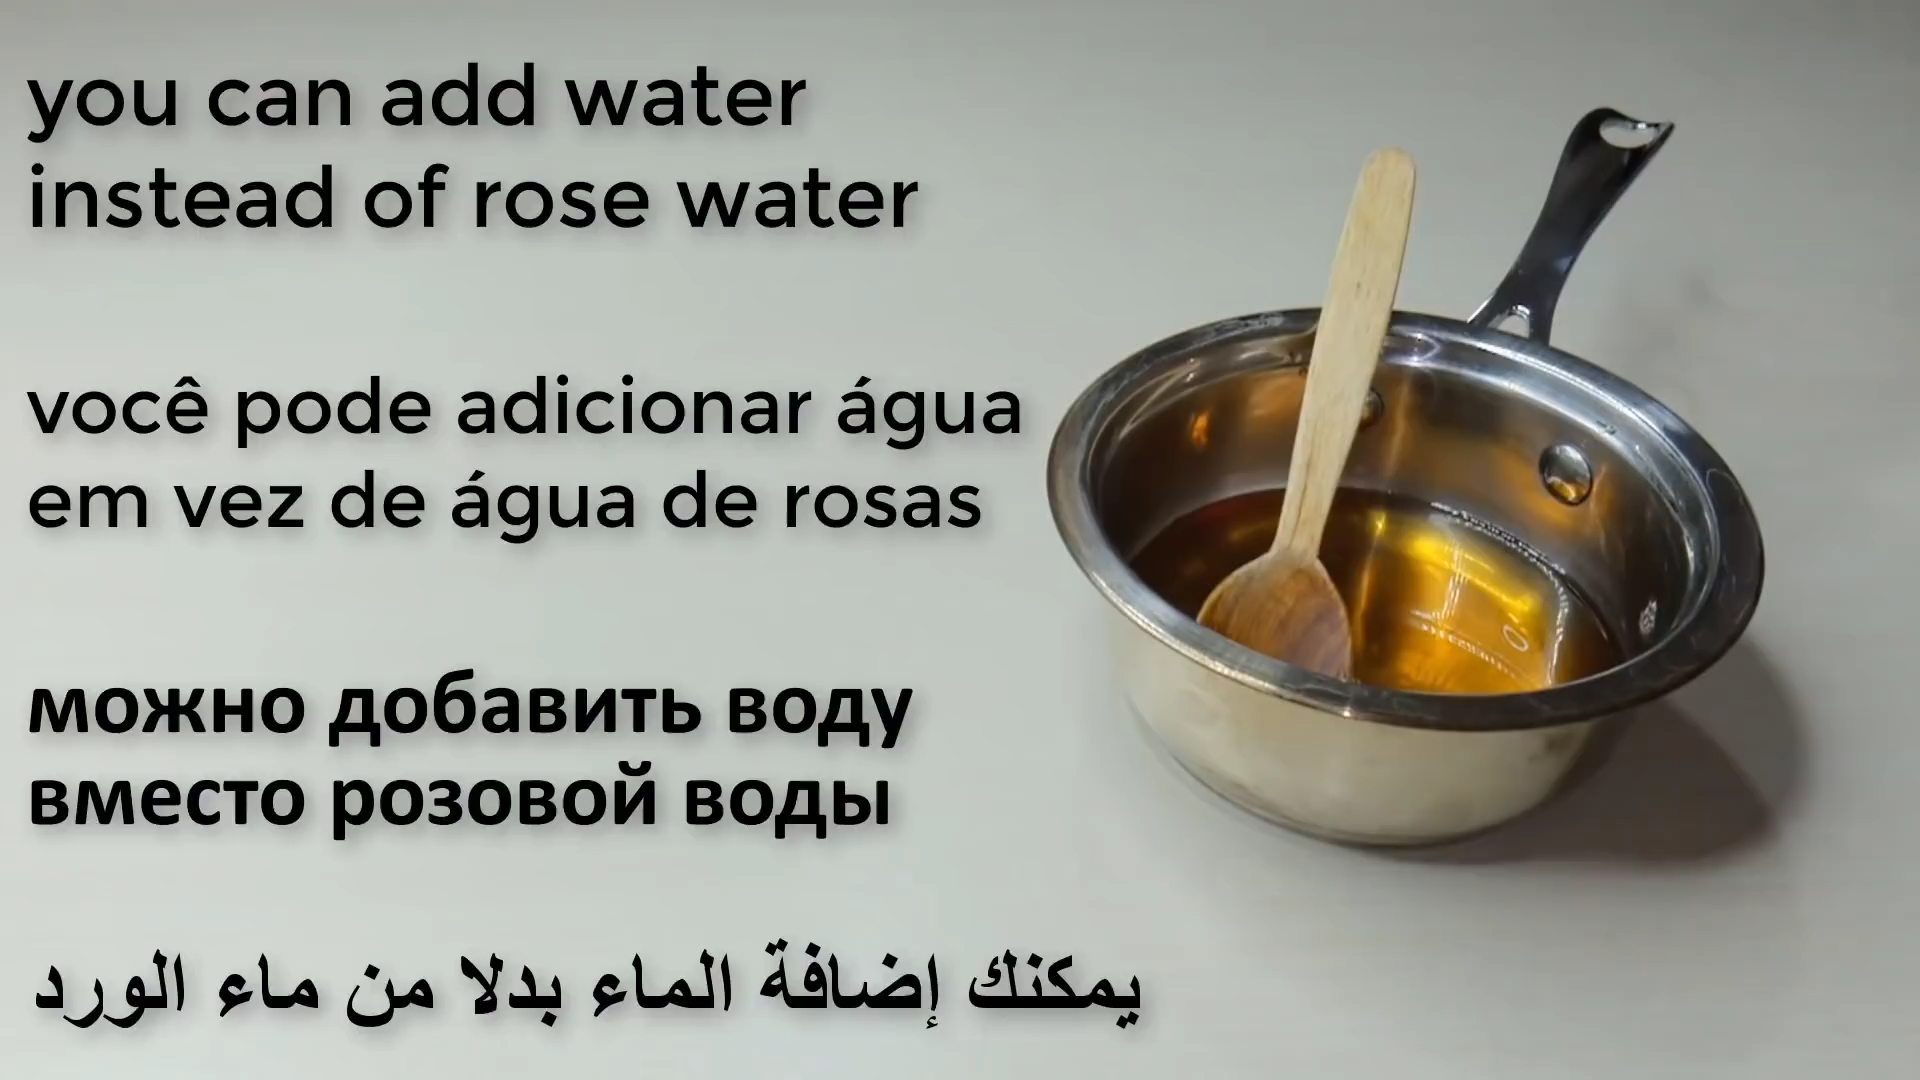 you can add water
instead of rose water
você pode adicionar água
em vez de água de rosas
можно добавить воду
вместо розовой воды
يمكنك إضافة الماء بدلا من ماء الورد